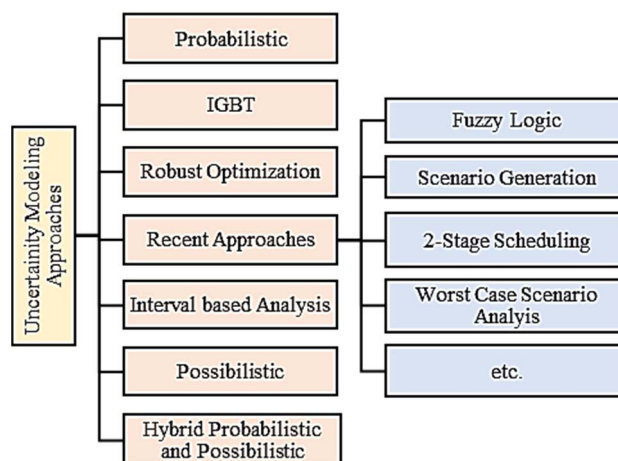 Uncertainity Modeling
Approaches
Probabilistic
IGBT
Robust Optimization
Recent Approaches
Interval based Analysis
Possibilistic
Hybrid Probabilistic
and Possibilistic
Fuzzy Logic
Scenario Generation
2-Stage Scheduling
Worst Case Scenario
Analyis
etc.